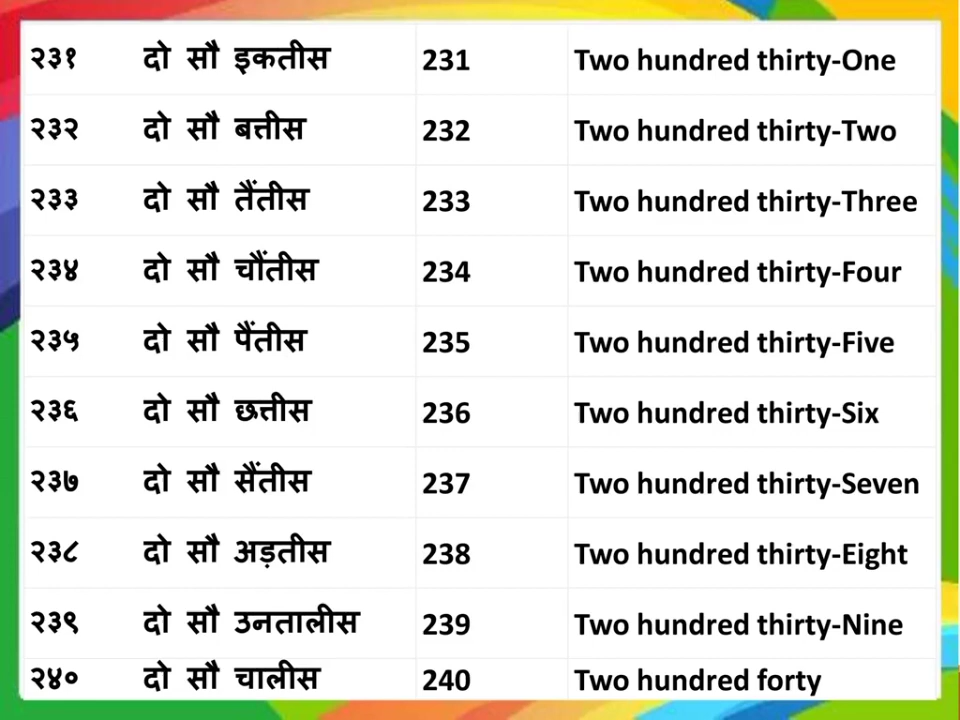 २३१ दो सौ इकतीस 231 Two hundred thirty-One
२३२ दो सौ बत्तीस 232 Two hundred thirty-Two
२३३ दो सौ तैंतीस 233 Two hundred thirty-Three
२३४ दो सौ चौंतीस 234 Two hundred thirty-Four
२३५ दो सौ पैंतीस 235 Two hundred thirty-Five
२३६ दो सौ छत्तीस 236 Two hundred thirty-Six
२३७ दो सौ सैंतीस 237 Two hundred thirty-Seven
२३८ दो सौ अड़तीस 238 Two hundred thirty-Eight
२३९ दो सौ उनतालीस 239 Two hundred thirty-Nine
२४० दो सौ चालीस 240 Two hundred forty